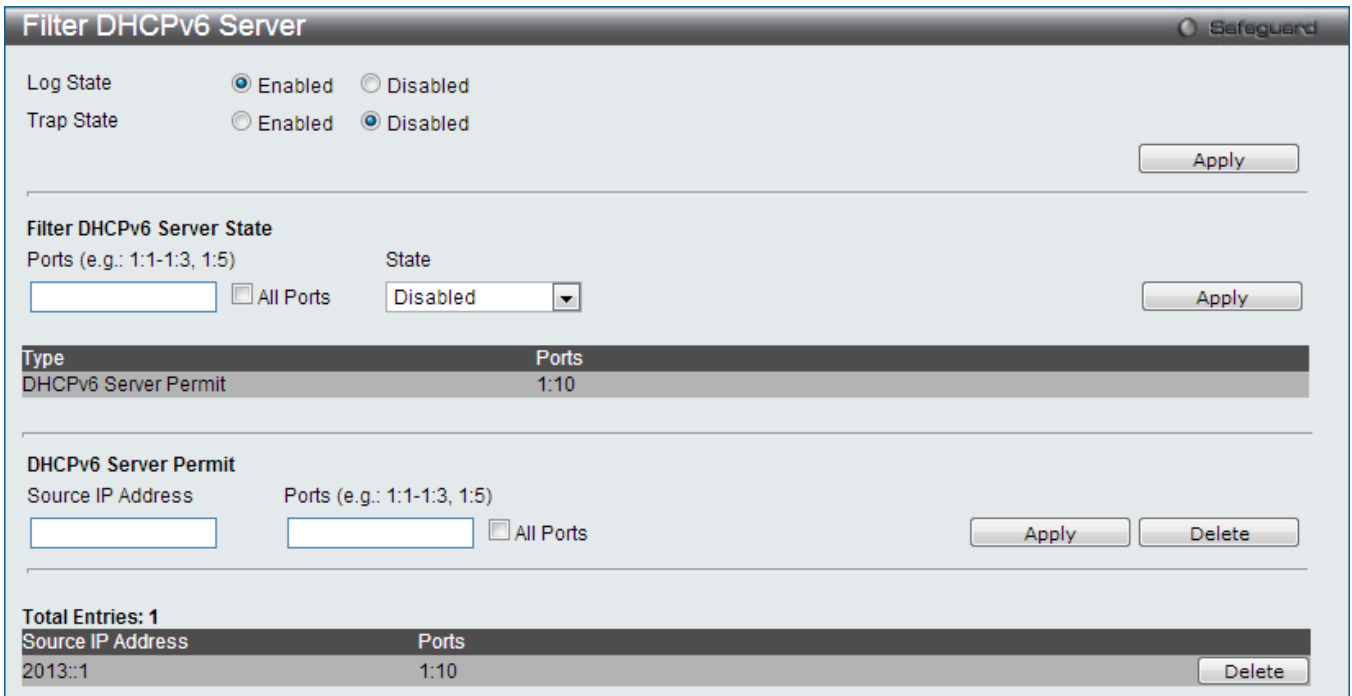 Filter DHCPv6 Server Safeguard
Log State Enabled Disabled
Trap State Enabled Disabled
Apply
Filter DHCPv6 Server State
Ports (e.g.: 1:1-1:3, 1:5) State
All Ports Disabled Apply
Type Ports
DHCPv6 Server Permit 1:10
DHCPv6 Server Permit
Source IP Address Ports (e.g.: 1:1-1:3, 1:5)
All Ports Apply Delete
Total Entries: 1
Source IP Address Ports
2013::1 1:10 Delete